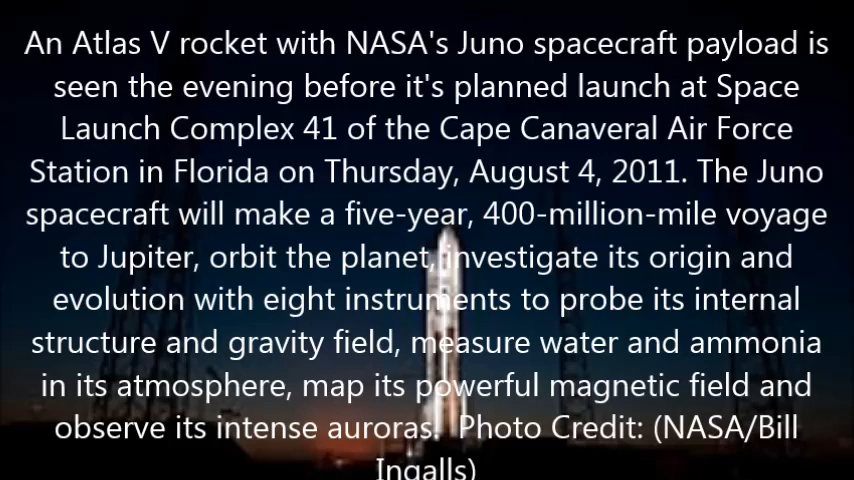 An Atlas V rocket with NASA's Juno spacecraft payload is
seen the evening before it's planned launch at Space
Launch Complex 41 of the Cape Canaveral Air Force
Station in Florida on Thursday, August 4, 2011. The Juno
spacecraft will make a five-year, 400-million-mile voyage
to Jupiter, orbit the planet, investigate its origin and
evolution with eight instruments to probe its internal
structure and gravity field, measure water and ammonia
in its atmosphere, map its powerful magnetic field and
observe its intense auroras.  Photo Credit: (NASA/Bill
Ingalls)